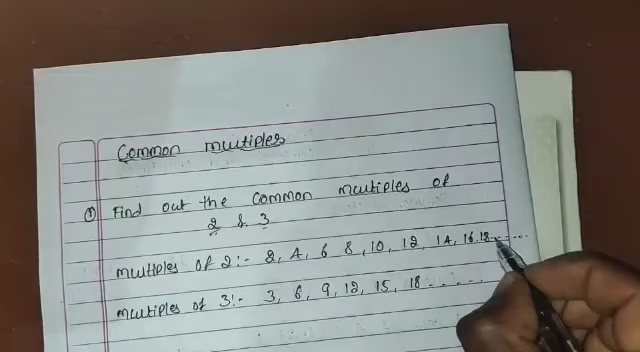 Common multiples
① Find out the common multiples of
2 & 3
multiples of 2:- 2, 4, 6 8, 10, 12, 14, 16, 18......
multiples of 3:- 3, 6, 9, 12, 15, 18......